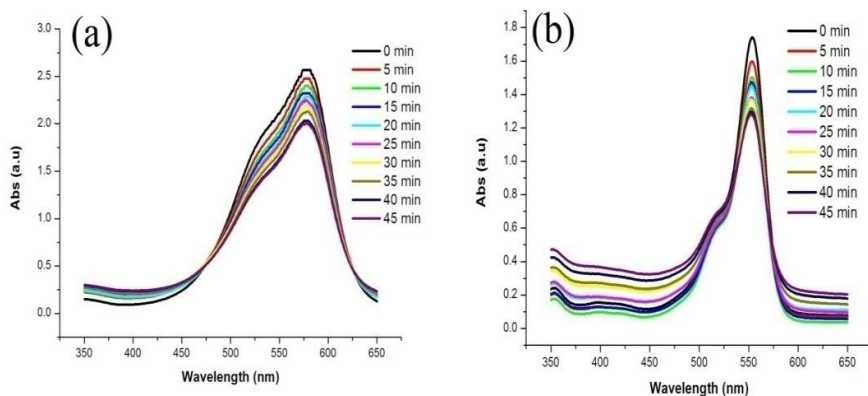 (a)
0 min
5 min
10 min
15 min
20 min
25 min
30 min
35 min
40 min
45 min
3.0
2.5
2.0
1.5
1.0
0.5
0.0
Abs (a.u)
350 400 450 500 550 600 650
Wavelength (nm)
(b)
0 min
5 min
10 min
15 min
20 min
25 min
30 min
35 min
40 min
45 min
1.8
1.6
1.4
1.2
1.0
0.8
0.6
0.4
0.2
0.0
Abs (a.u)
350 400 450 500 550 600 650
Wavelength (nm)